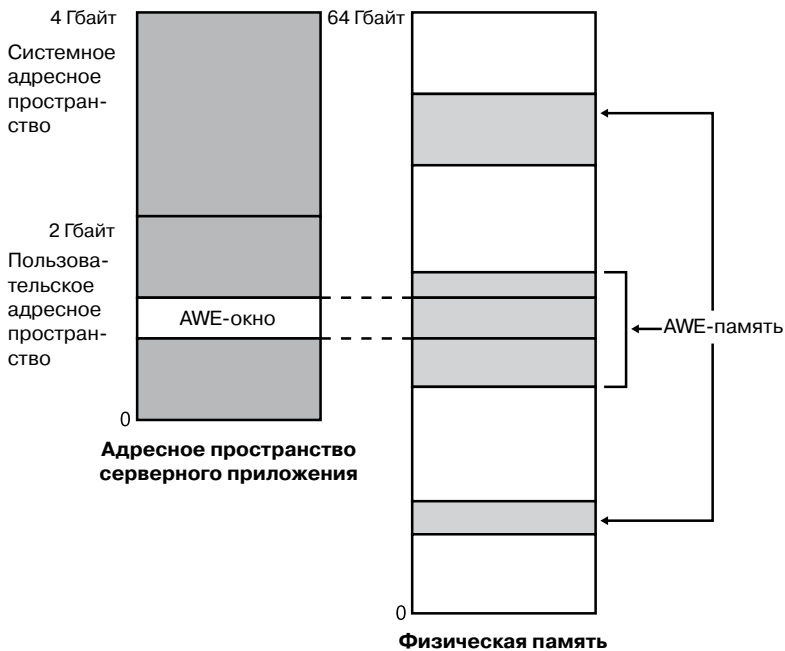 4 Гбайт
Системное
адресное
простран-
ство
2 Гбайт
Пользова-
тельское
адресное
простран-
ство
AWE-окно
0
Адресное пространство
серверного приложения
64 Гбайт
AWE-память
0
Физическая память